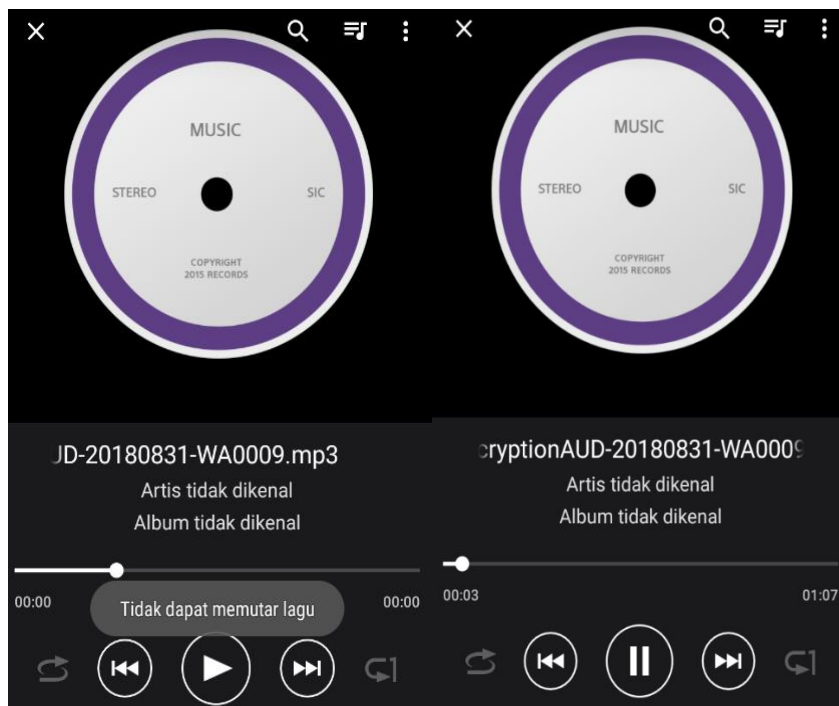 MUSIC
STEREO
SIC
COPYRIGHT
2015 RECORDS
JD-20180831-WA0009.mp3
Artis tidak dikenal
Album tidak dikenal
00:00
Tidak dapat memutar lagu
00:00
MUSIC
STEREO
SIC
COPYRIGHT
2015 RECORDS
cryptionAUD-20180831-WA0009
Artis tidak dikenal
Album tidak dikenal
00:03
01:07